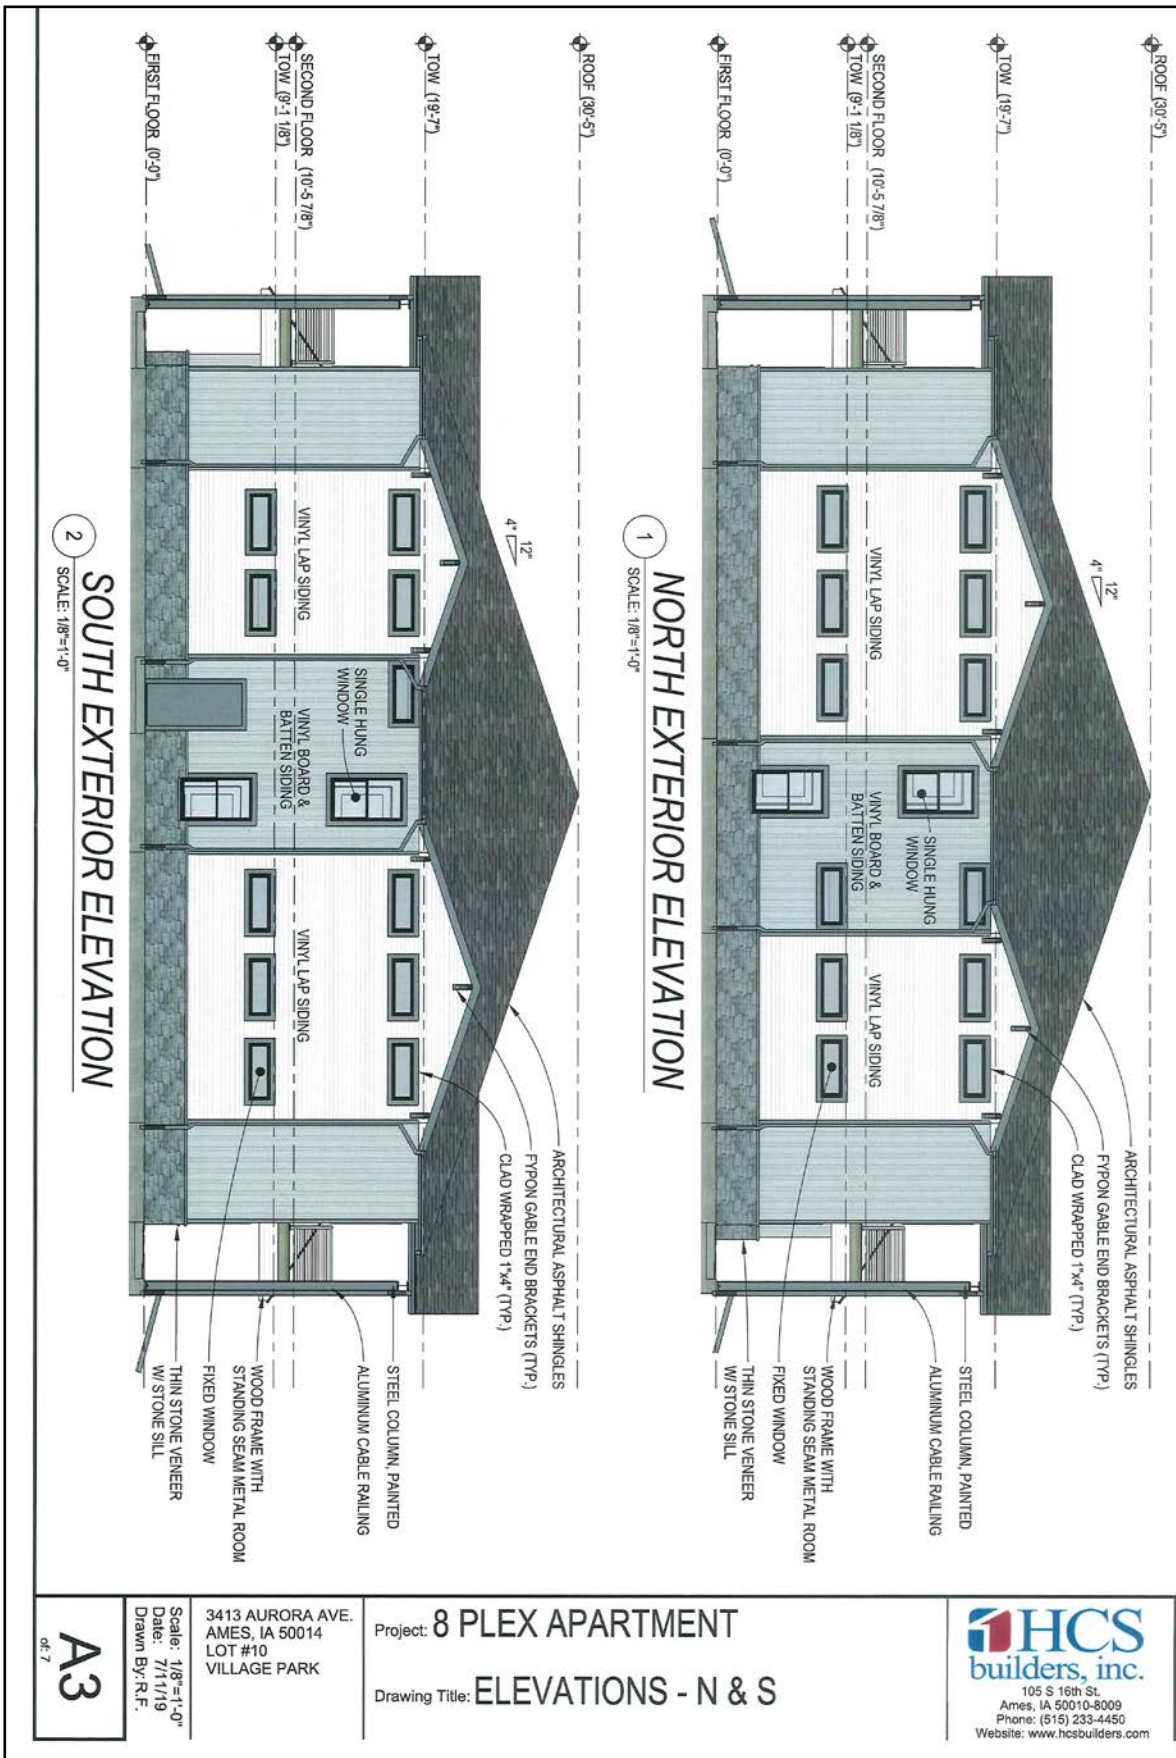 ROOF (30'-5")
TOW (19'-7")
SECOND FLOOR (10'-5 7/8")
TOW (9'-1 1/8")
FIRST FLOOR (0'-0")
12"
4"
VINYL LAP SIDING
SINGLE HUNG
WINDOW
VINYL BOARD &
BATTEN SIDING
VINYL LAP SIDING
ARCHITECTURAL ASPHALT SHINGLES
FYPON GABLE END BRACKETS (TYP.)
CLAD WRAPPED 1"x4" (TYP.)
STEEL COLUMN, PAINTED
ALUMINUM CABLE RAILING
WOOD FRAME WITH
STANDING SEAM METAL ROOM
FIXED WINDOW
THIN STONE VENEER
W/ STONE SILL
1
NORTH EXTERIOR ELEVATION
SCALE: 1/8"=1'-0"
ROOF (30'-5")
TOW (19'-7")
SECOND FLOOR (10'-5 7/8")
TOW (9'-1 1/8")
FIRST FLOOR (0'-0")
12"
4"
VINYL LAP SIDING
SINGLE HUNG
WINDOW
VINYL BOARD &
BATTEN SIDING
VINYL LAP SIDING
ARCHITECTURAL ASPHALT SHINGLES
FYPON GABLE END BRACKETS (TYP.)
CLAD WRAPPED 1"x4" (TYP.)
STEEL COLUMN, PAINTED
ALUMINUM CABLE RAILING
WOOD FRAME WITH
STANDING SEAM METAL ROOM
FIXED WINDOW
THIN STONE VENEER
W/ STONE SILL
2
SOUTH EXTERIOR ELEVATION
SCALE: 1/8"=1'-0"
HCS
builders, inc.
105 S 16th St.
Ames, IA 50010-8009
Phone: (515) 233-4450
Website: www.hcsbuilders.com
Project: 8 PLEX APARTMENT
Drawing Title: ELEVATIONS - N & S
3413 AURORA AVE.
AMES, IA 50014
LOT #10
VILLAGE PARK
Scale: 1/8"=1'-0"
Date: 7/11/19
Drawn By: R.F.
A3
of: 7